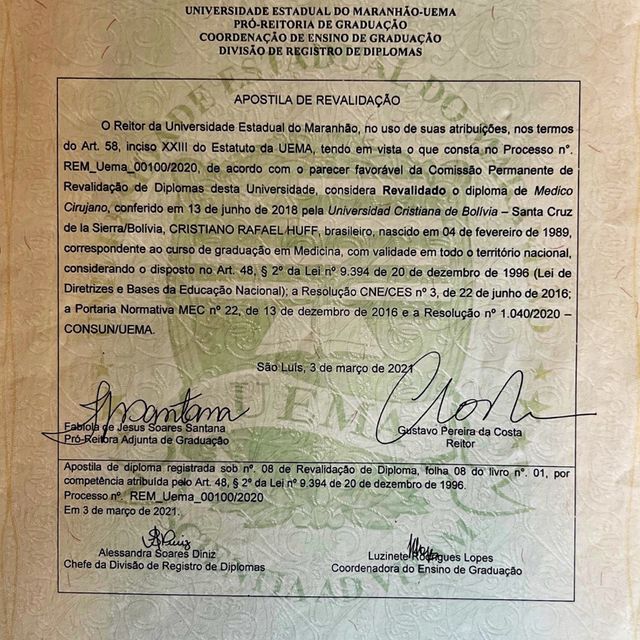 UNIVERSIDADE ESTADUAL DO MARANHÃO-UEMA
PRÓ-REITORIA DE GRADUAÇÃO
COORDENAÇÃO DE ENSINO DE GRADUAÇÃO
DIVISÃO DE REGISTRO DE DIPLOMAS
APOSTILA DE REVALIDAÇÃO
O Reitor da Universidade Estadual do Maranhão, no uso de suas atribuições, nos termos
do Art. 58, inciso XXIII do Estatuto da UEMA, tendo em vista o que consta no Processo n°.
REM_Uema_00100/2020, de acordo com o parecer favorável da Comissão Permanente de
Revalidação de Diplomas desta Universidade, considera Revalidado o diploma de Medico
Cirujano, conferido em 13 de junho de 2018 pela Universidad Cristiana de Bolívia – Santa Cruz
de la Sierra/Bolívia, CRISTIANO RAFAEL HUFF, brasileiro, nascido em 04 de fevereiro de 1989,
correspondente ao curso de graduação em Medicina, com validade em todo o território nacional,
considerando o disposto no Art. 48, § 2º da Lei nº 9.394 de 20 de dezembro de 1996 (Lei de
Diretrizes e Bases da Educação Nacional); a Resolução CNE/CES nº 3, de 22 de junho de 2016;
a Portaria Normativa MEC nº 22, de 13 de dezembro de 2016 e a Resolução nº 1.040/2020 –
CONSUN/UEMA.
São Luís, 3 de março de 2021
Fabíola de Jesus Soares Santana
Pró-Reitora Adjunta de Graduação
Gustavo Pereira da Costa
Reitor
UEMA
Apostila de diploma registrada sob n°. 08 de Revalidação de Diploma, folha 08 do livro n°. 01, por
competência atribuída pelo Art. 48, § 2º da Lei nº 9.394 de 20 de dezembro de 1996.
Processo nº. REM_Uema_00100/2020
Em 3 de março de 2021.
Alessandra Soares Diniz
Chefe da Divisão de Registro de Diplomas
Luzinete Rodrigues Lopes
Coordenadora do Ensino de Graduação